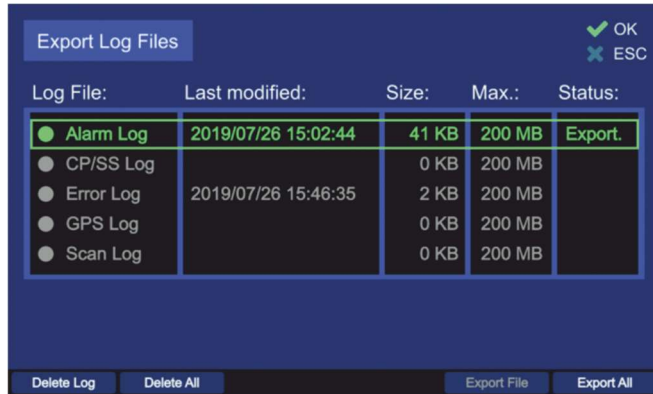 Export Log Files
OK
ESC
Log File: Last modified: Size: Max.: Status:
Alarm Log 2019/07/26 15:02:44 41 KB 200 MB Export.
CP/SS Log 0 KB 200 MB
Error Log 2019/07/26 15:46:35 2 KB 200 MB
GPS Log 0 KB 200 MB
Scan Log 0 KB 200 MB
Delete Log Delete All Export File Export All